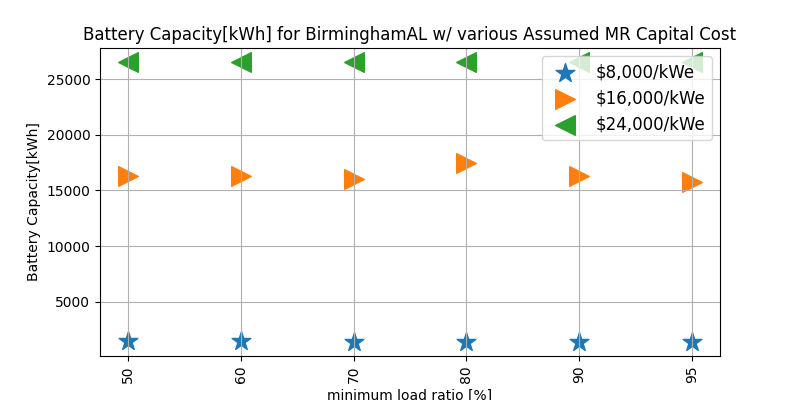 Battery Capacity[kWh] for BirminghamAL w/ various Assumed MR Capital Cost
Battery Capacity[kWh]
25000
20000
15000
10000
5000
$8,000/kWe
$16,000/kWe
$24,000/kWe
50
60
70
80
90
95
minimum load ratio [%]